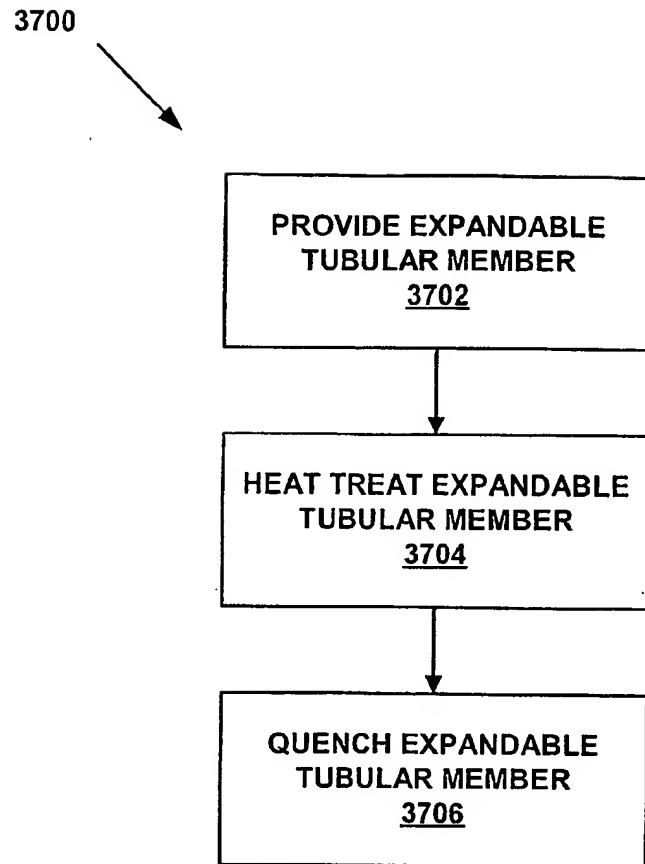 3700
PROVIDE EXPANDABLE
TUBULAR MEMBER
3702
HEAT TREAT EXPANDABLE
TUBULAR MEMBER
3704
QUENCH EXPANDABLE
TUBULAR MEMBER
3706